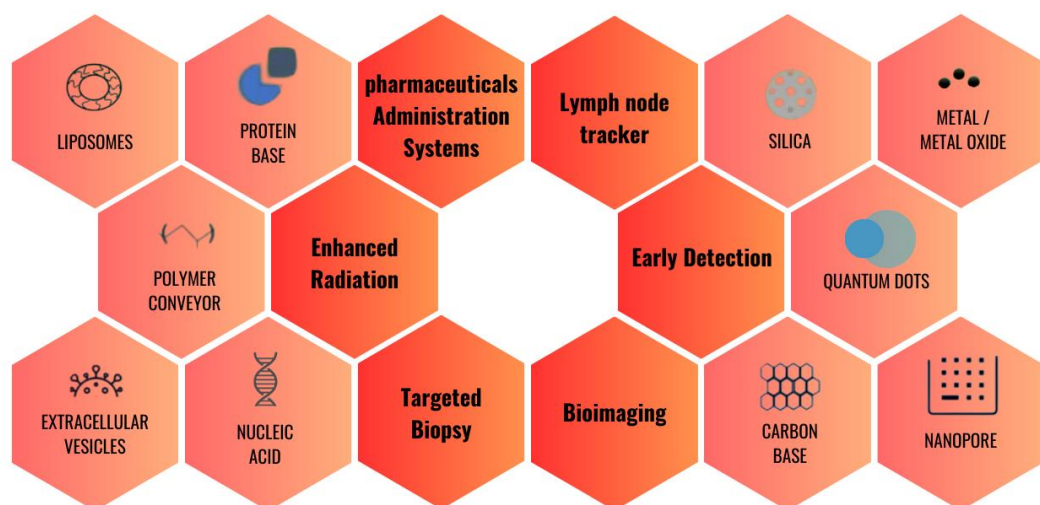 LIPOSOMES
PROTEIN
BASE
pharmaceuticals
Administration
Systems
Lymph node
tracker
SILICA
METAL /
METAL OXIDE
POLYMER
CONVEYOR
Enhanced
Radiation
Early Detection
QUANTUM DOTS
EXTRACELLULAR
VESICLES
NUCLEIC
ACID
Targeted
Biopsy
Bioimaging
CARBON
BASE
NANOPORE